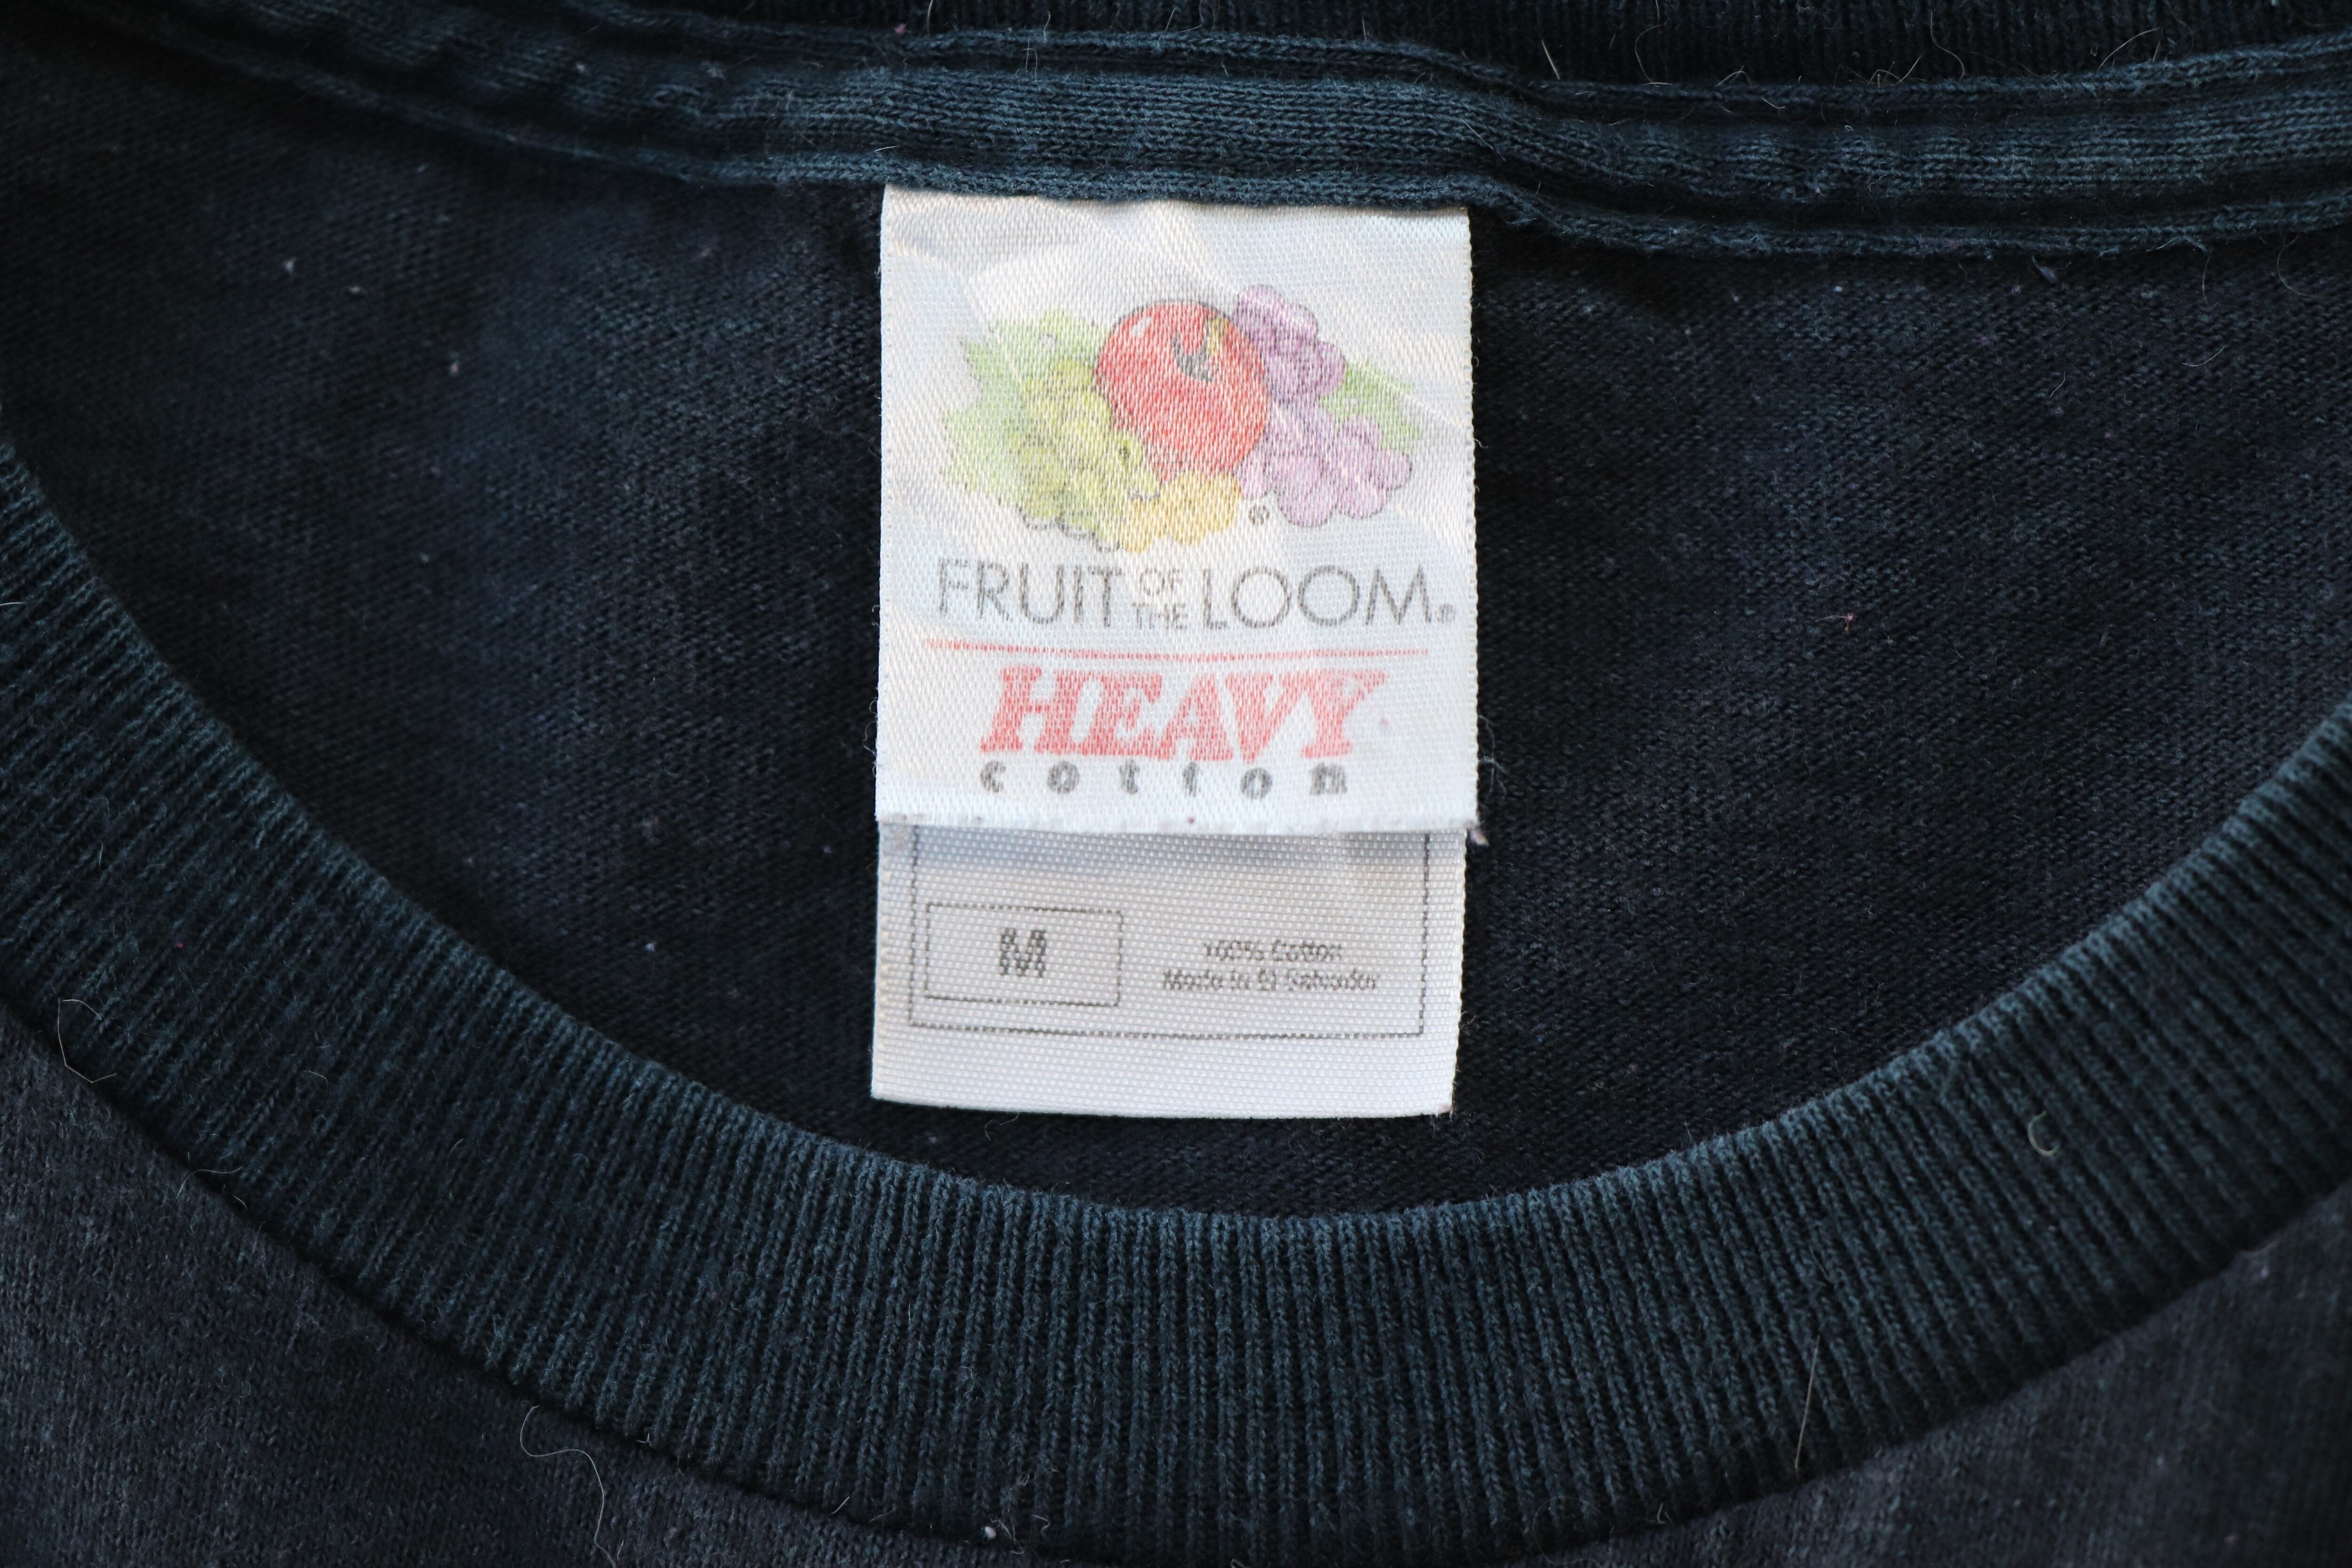 ®
FRUIT OF THE LOOM®
HEAVY
cotton
M
100% Cotton
Made in El Salvador